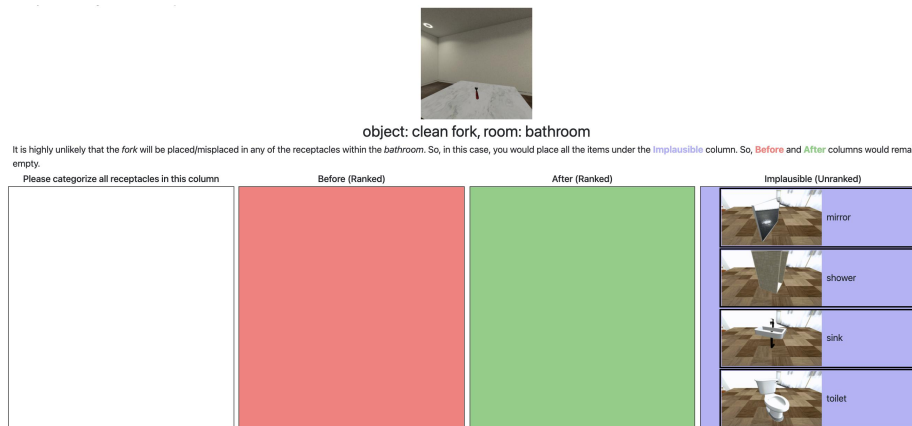 object: clean fork, room: bathroom
It is highly unlikely that the fork will be placed/misplaced in any of the receptacles within the bathroom. So, in this case, you would place all the items under the Implausible column. So, Before and After columns would rema
empty.
Please categorize all receptacles in this column
Before (Ranked)
After (Ranked)
Implausible (Unranked)
mirror
shower
sink
toilet